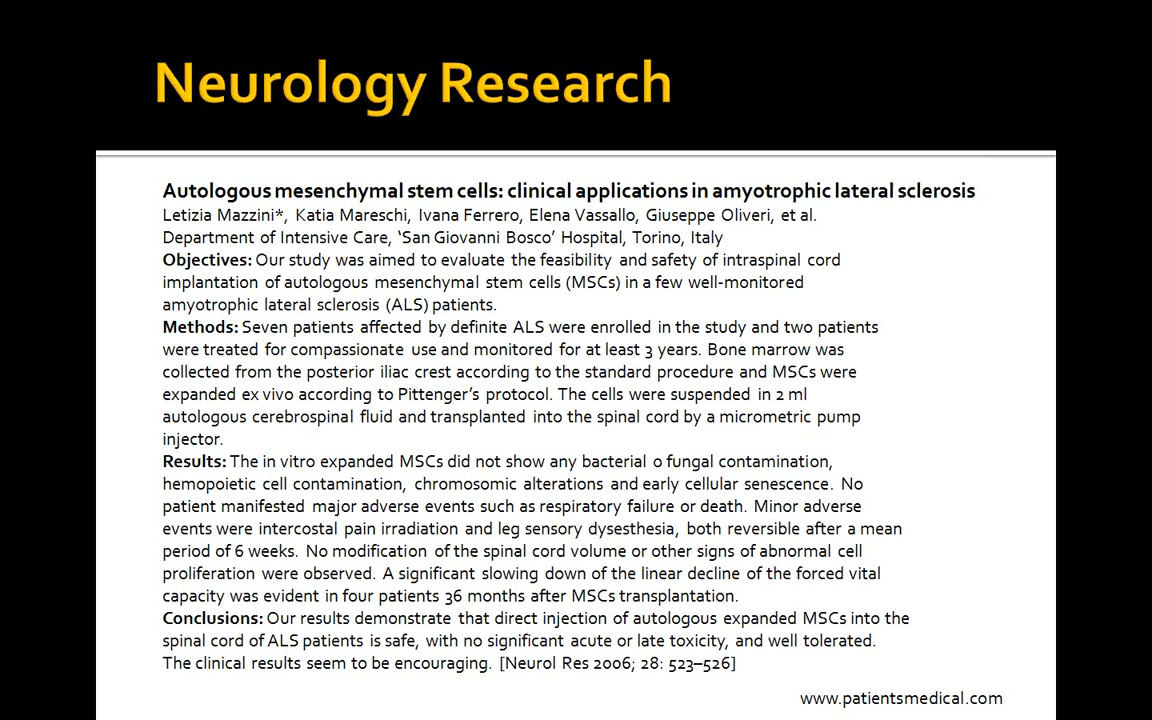 Neurology Research
Autologous mesenchymal stem cells: clinical applications in amyotrophic lateral sclerosis
Letizia Mazzini*, Katia Mareschi, Ivana Ferrero, Elena Vassallo, Giuseppe Oliveri, et al.
Department of Intensive Care, ‘San Giovanni Bosco’ Hospital, Torino, Italy
Objectives: Our study was aimed to evaluate the feasibility and safety of intraspinal cord
implantation of autologous mesenchymal stem cells (MSCs) in a few well-monitored
amyotrophic lateral sclerosis (ALS) patients.
Methods: Seven patients affected by definite ALS were enrolled in the study and two patients
were treated for compassionate use and monitored for at least 3 years. Bone marrow was
collected from the posterior iliac crest according to the standard procedure and MSCs were
expanded ex vivo according to Pittenger’s protocol. The cells were suspended in 2 ml
autologous cerebrospinal fluid and transplanted into the spinal cord by a micrometric pump
injector.
Results: The in vitro expanded MSCs did not show any bacterial o fungal contamination,
hemopoietic cell contamination, chromosomic alterations and early cellular senescence. No
patient manifested major adverse events such as respiratory failure or death. Minor adverse
events were intercostal pain irradiation and leg sensory dysesthesia, both reversible after a mean
period of 6 weeks. No modification of the spinal cord volume or other signs of abnormal cell
proliferation were observed. A significant slowing down of the linear decline of the forced vital
capacity was evident in four patients 36 months after MSCs transplantation.
Conclusions: Our results demonstrate that direct injection of autologous expanded MSCs into the
spinal cord of ALS patients is safe, with no significant acute or late toxicity, and well tolerated.
The clinical results seem to be encouraging. [Neurol Res 2006; 28: 523–526]
www.patientsmedical.com